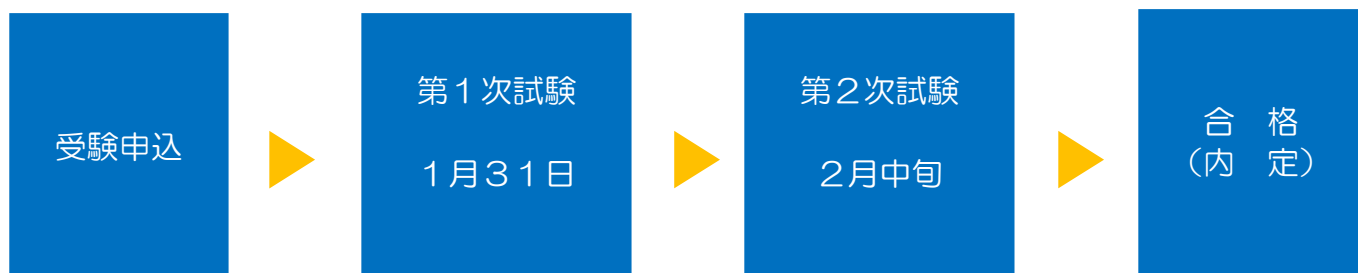 受験申込
第１次試験
１月３１日
第２次試験
２月中旬
合　格
（内　定）